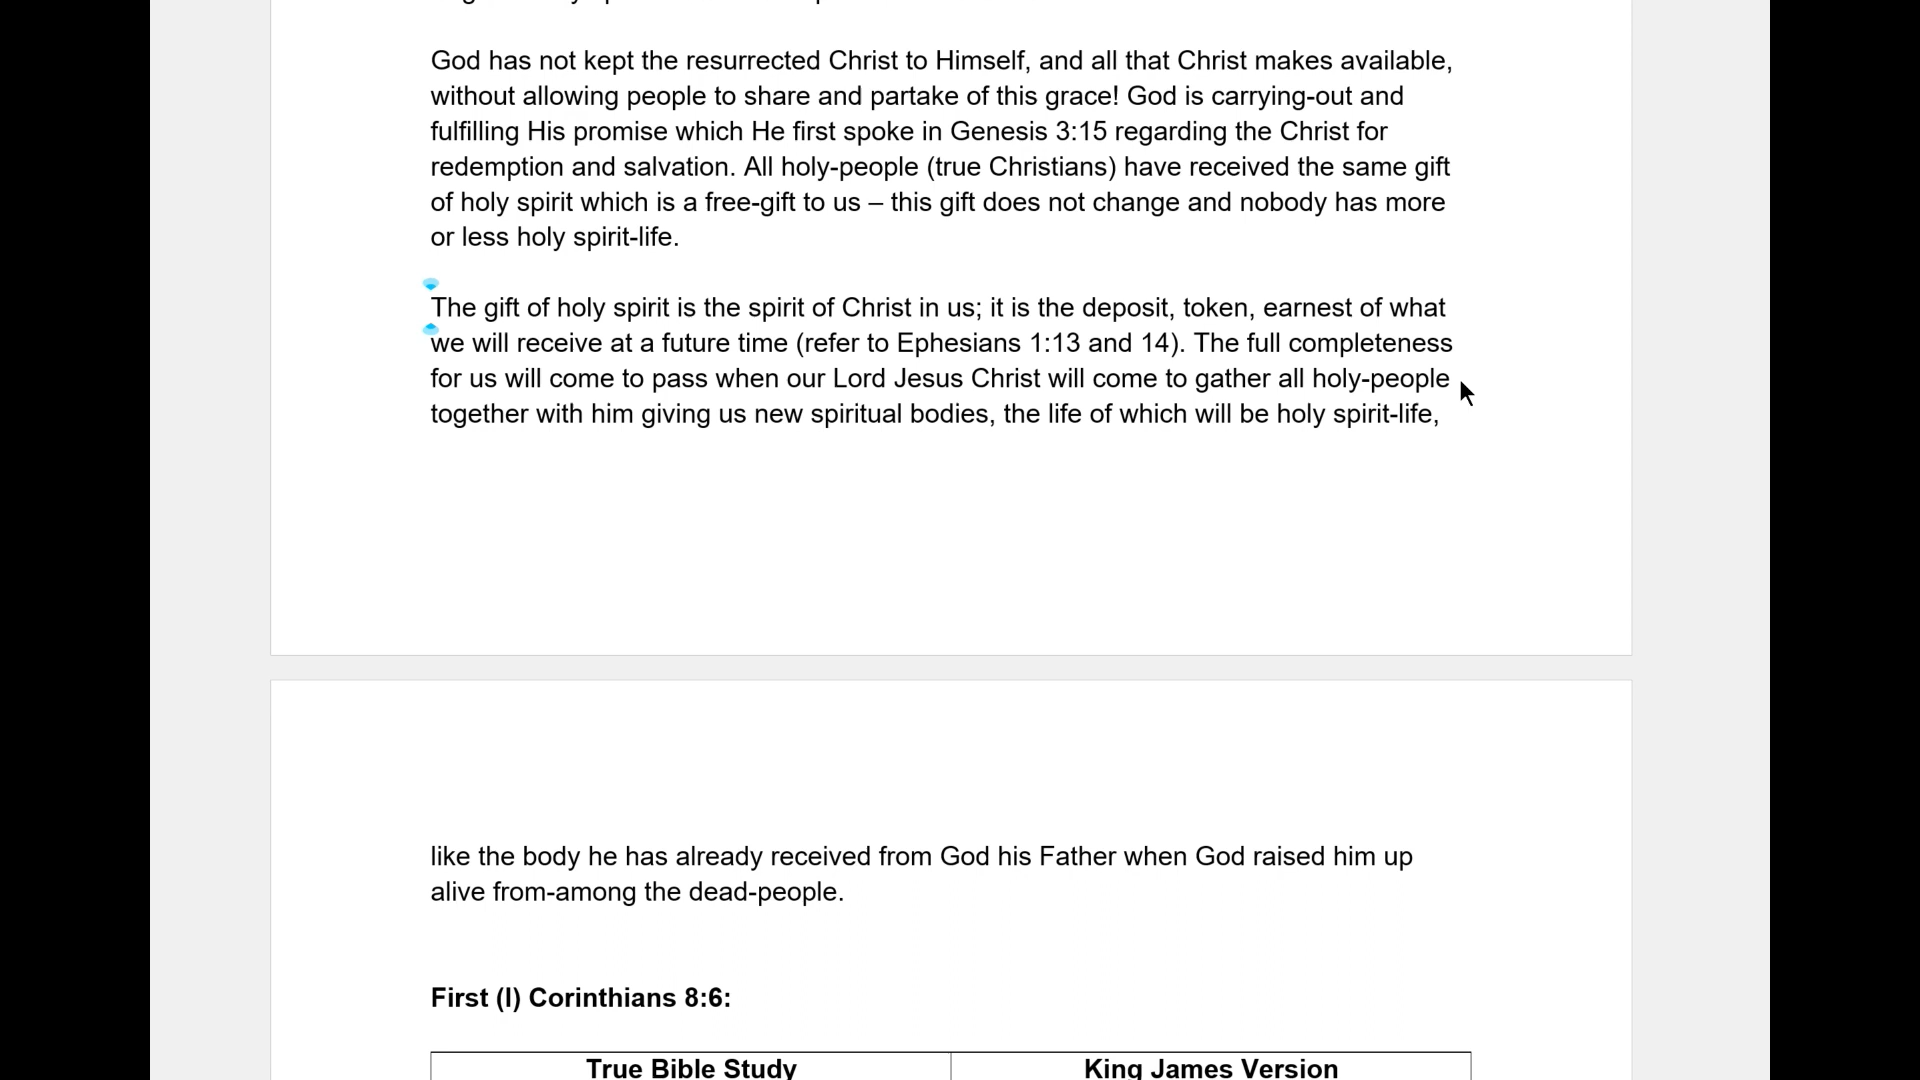 God has not kept the resurrected Christ to Himself, and all that Christ makes available,
without allowing people to share and partake of this grace! God is carrying-out and
fulfilling His promise which He first spoke in Genesis 3:15 regarding the Christ for
redemption and salvation. All holy-people (true Christians) have received the same gift
of holy spirit which is a free-gift to us – this gift does not change and nobody has more
or less holy spirit-life.
The gift of holy spirit is the spirit of Christ in us; it is the deposit, token, earnest of what
we will receive at a future time (refer to Ephesians 1:13 and 14). The full completeness
for us will come to pass when our Lord Jesus Christ will come to gather all holy-people
together with him giving us new spiritual bodies, the life of which will be holy spirit-life,
like the body he has already received from God his Father when God raised him up
alive from-among the dead-people.
First (I) Corinthians 8:6:
True Bible Study King James Version